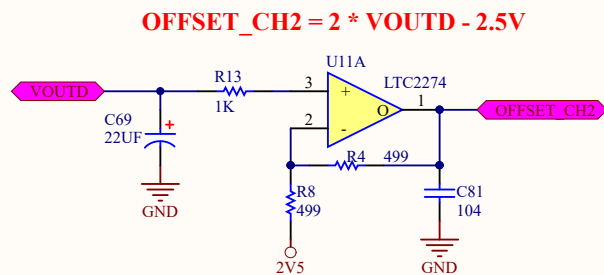 OFFSET_CH2 = 2 * VOUTD - 2.5V
U11A
LTC2274
VOUTD
R13
1K
3
+
O
1
OFFSET_CH2
2
-
C69
+
22UF
R4
499
R8
499
C81
104
GND
2V5
GND